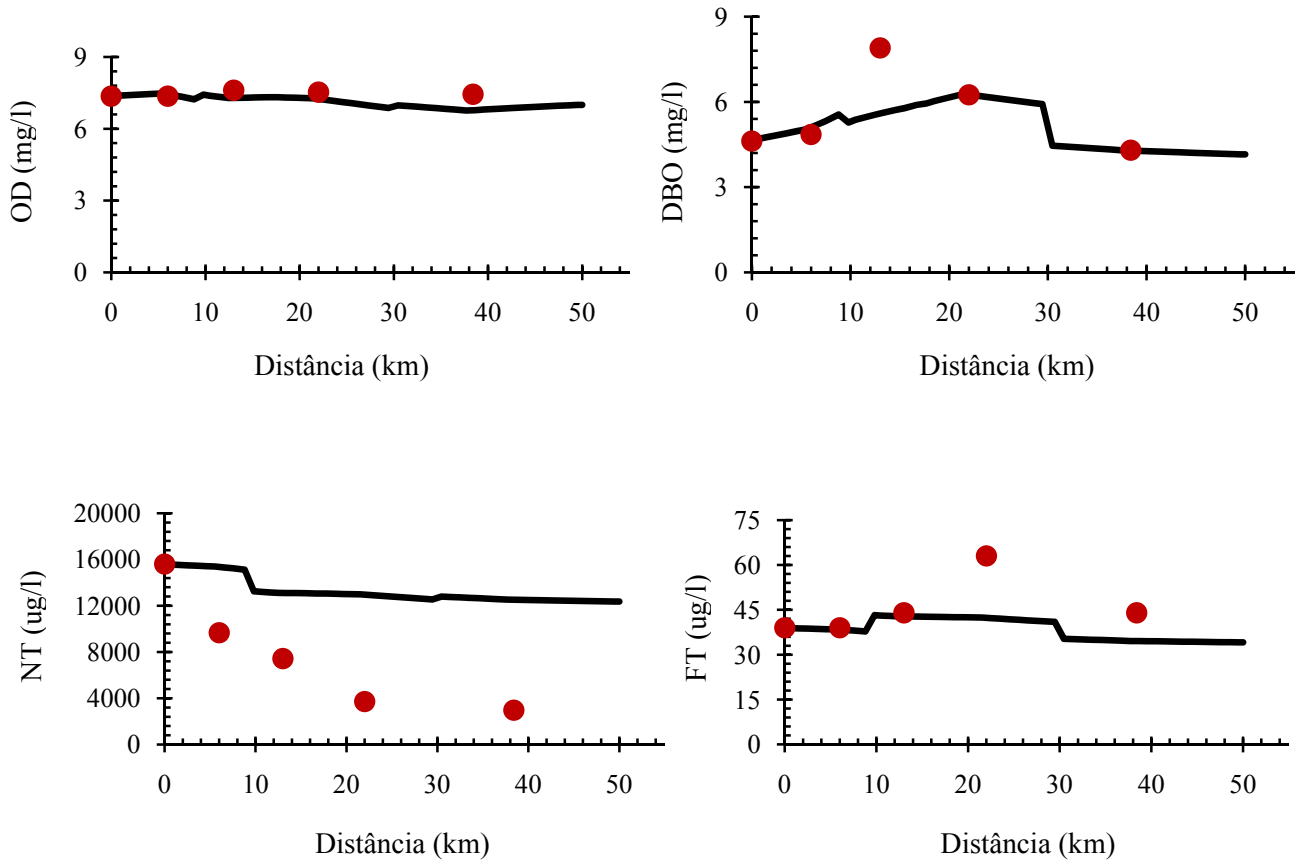 OD (mg/l)
9
6
3
0
0 10 20 30 40 50
Distância (km)
DBO (mg/l)
9
6
3
0
0 10 20 30 40 50
Distância (km)
NT (ug/l)
20000
16000
12000
8000
4000
0
0 10 20 30 40 50
Distância (km)
FT (ug/l)
75
60
45
30
15
0
0 10 20 30 40 50
Distância (km)